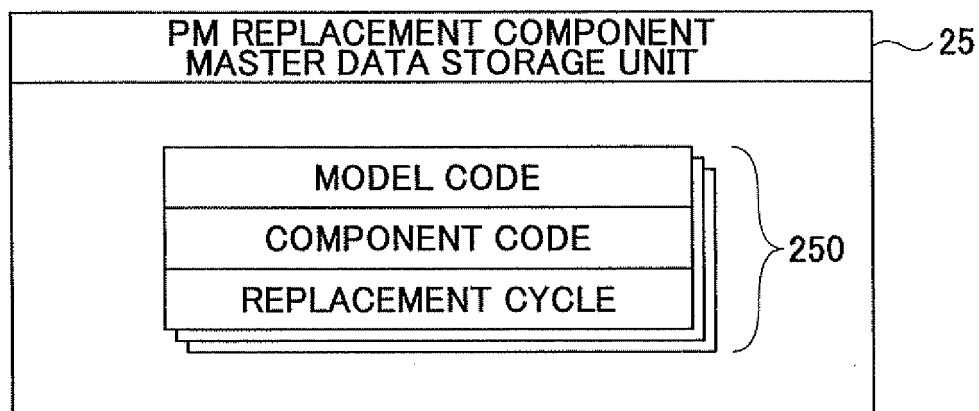 PM REPLACEMENT COMPONENT
MASTER DATA STORAGE UNIT
25
MODEL CODE
COMPONENT CODE
REPLACEMENT CYCLE
250